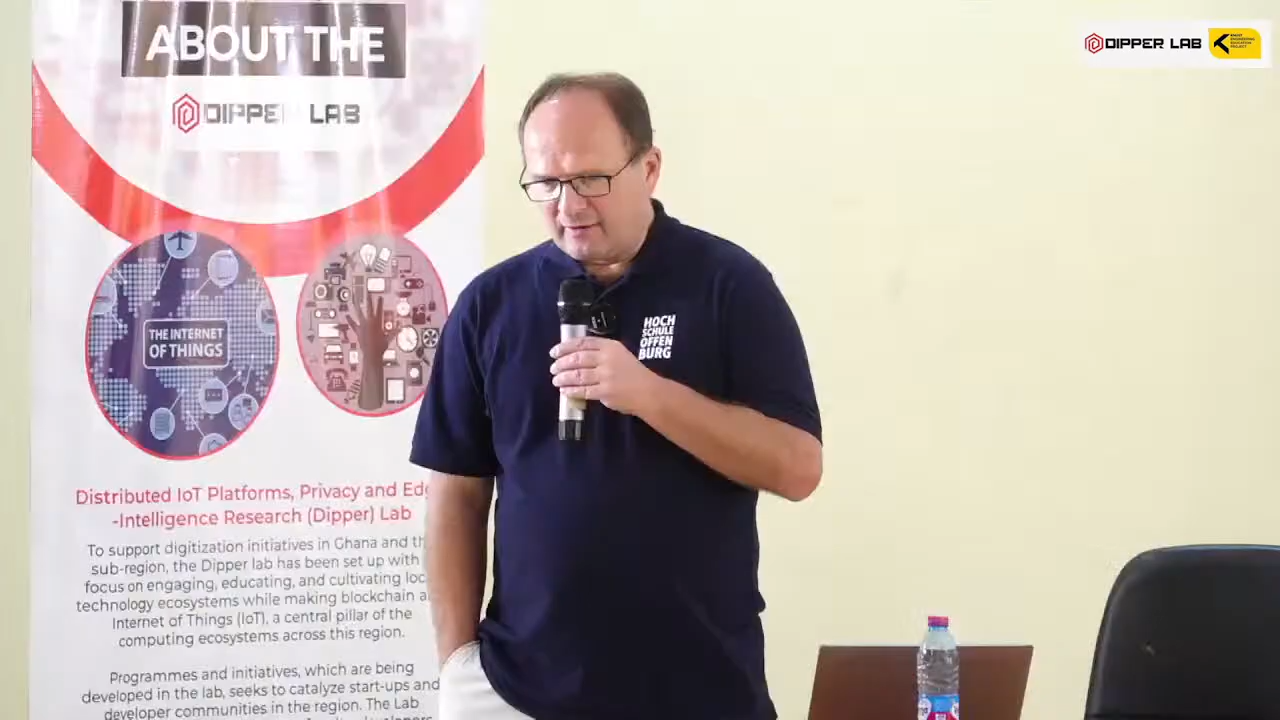 ABOUT THE
DIPPER LAB
THE INTERNET
OF THINGS
Distributed IoT Platforms, Privacy and Edg
-Intelligence Research (Dipper) Lab
To support digitization initiatives in Ghana and th
sub-region, the Dipper lab has been set up with
focus on engaging, educating, and cultivating loc
technology ecosystems while making blockchain a
Internet of Things (IoT), a central pillar of the
computing ecosystems across this region.
Programmes and initiatives, which are being
developed in the lab, seeks to catalyze start-ups and
developer communities in the region. The Lab
HOCH
SCHULE
OFFEN
BURG
DIPPER LAB
KNUST
ENGINEERING
EDUCATION
PROJECT